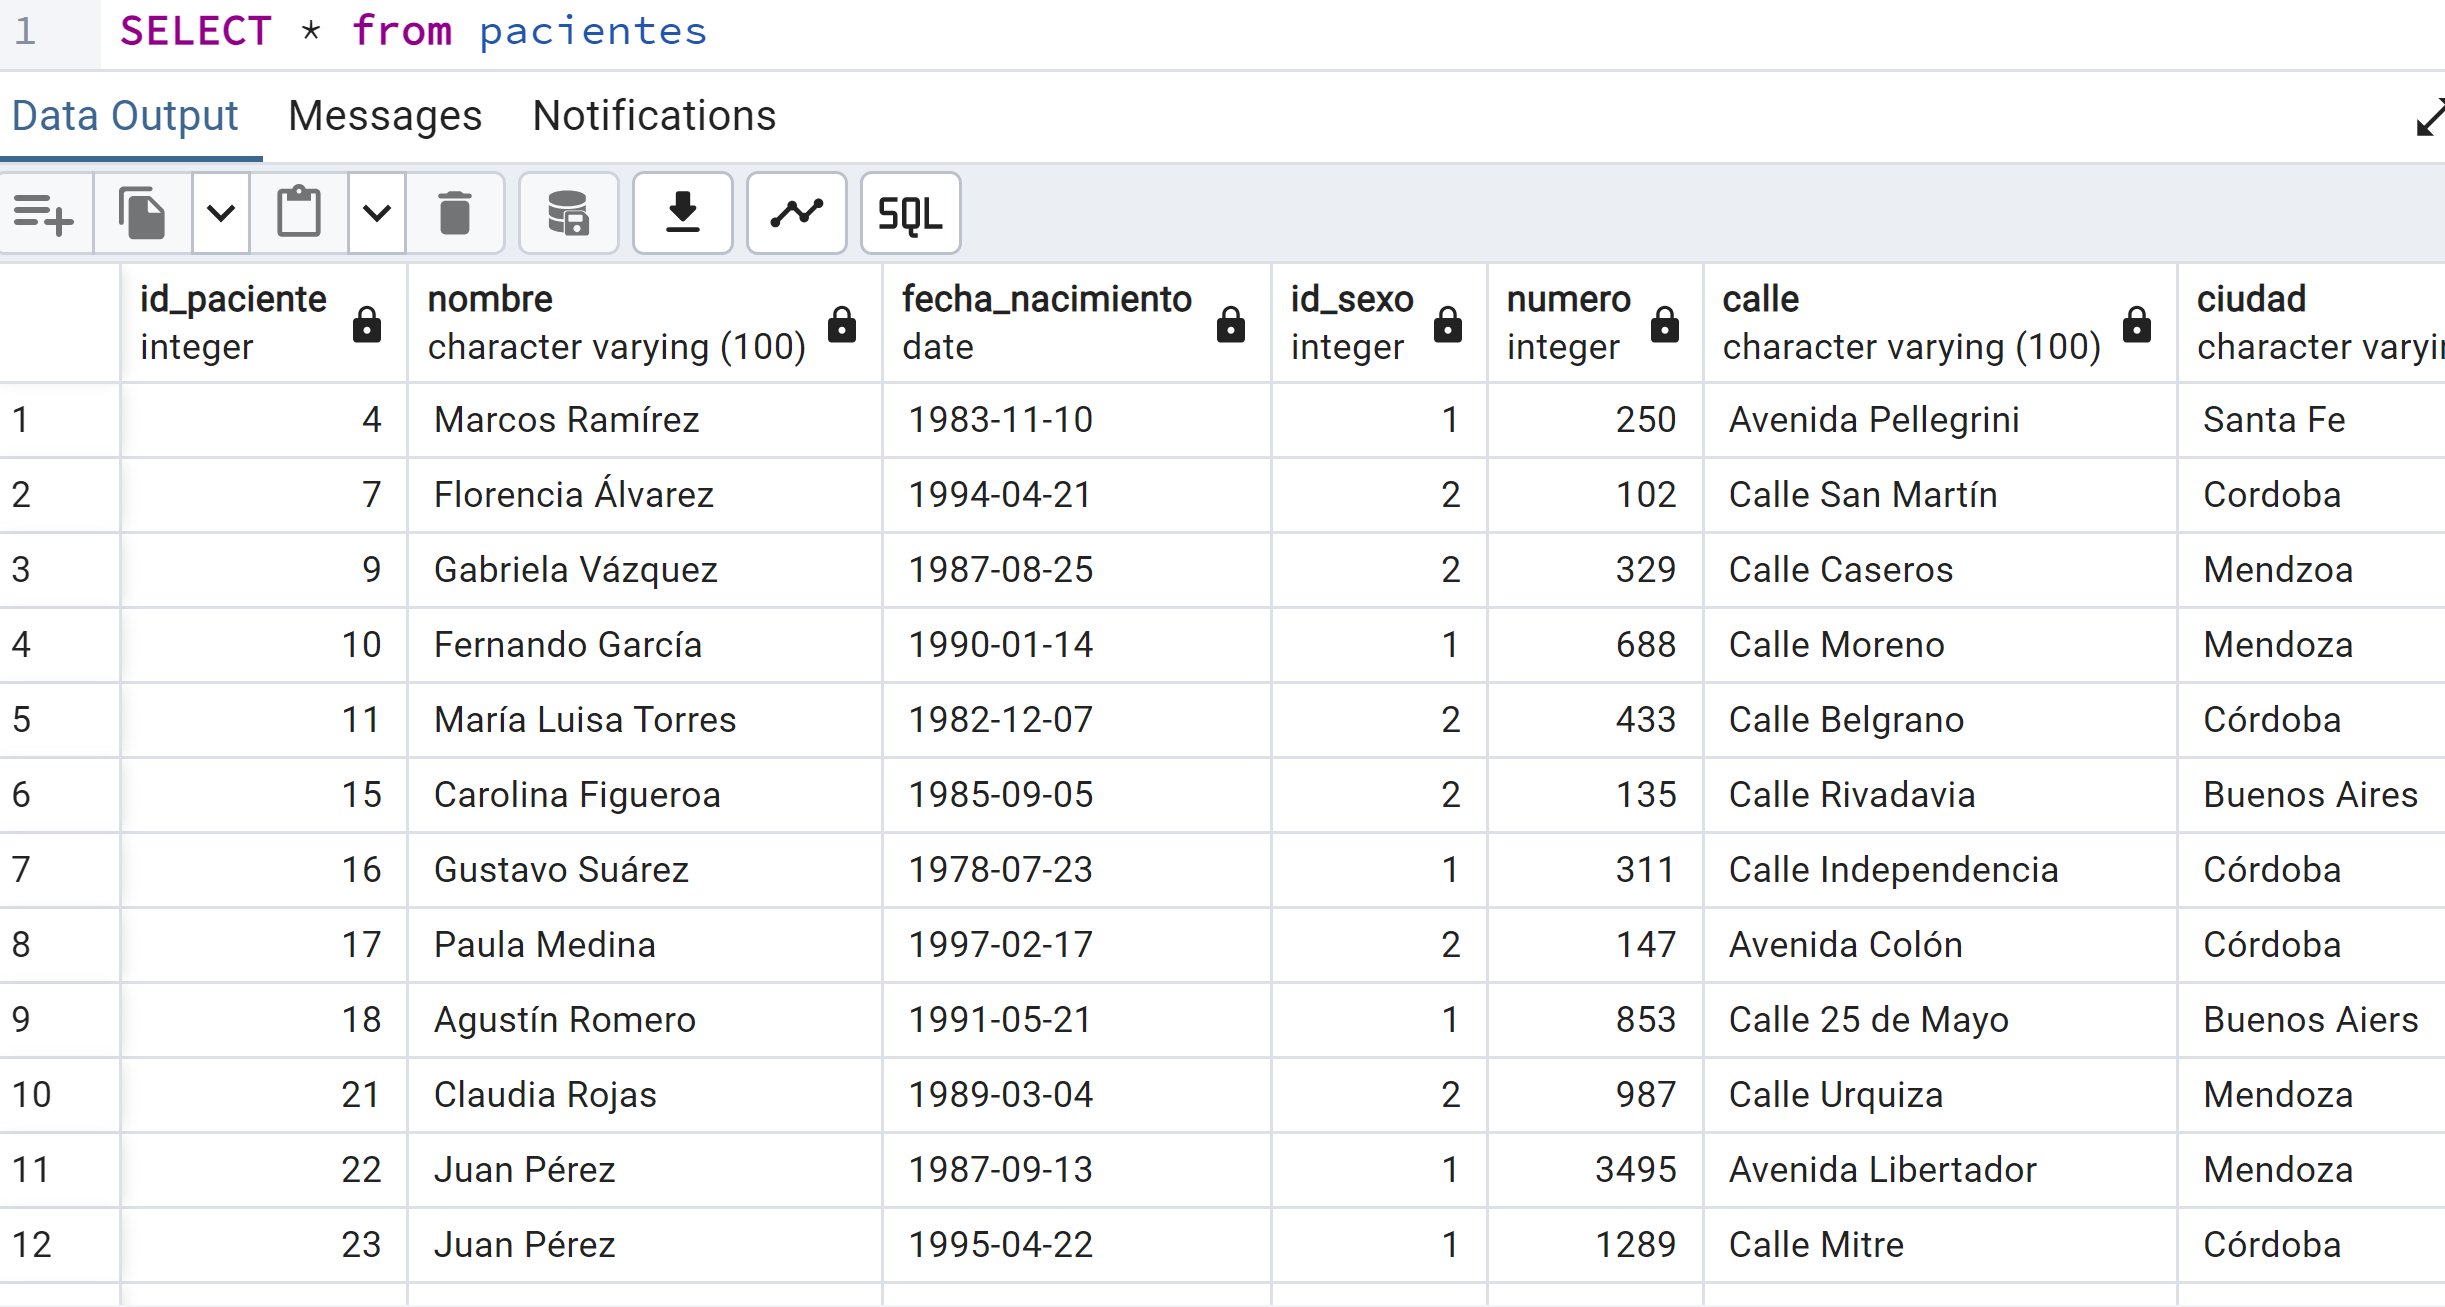 1 SELECT * from pacientes
Data Output Messages Notifications
SQL
id_paciente nombre fecha_nacimiento id_sexo numero calle ciudad
integer character varying (100) date integer integer character varying (100) character
1 4 Marcos Ramírez 1983-11-10 1 250 Avenida Pellegrini Santa Fe
2 7 Florencia Álvarez 1994-04-21 2 102 Calle San Martín Cordoba
3 9 Gabriela Vázquez 1987-08-25 2 329 Calle Caseros Mendzoa
4 10 Fernando García 1990-01-14 1 688 Calle Moreno Mendoza
5 11 María Luisa Torres 1982-12-07 2 433 Calle Belgrano Córdoba
6 15 Carolina Figueroa 1985-09-05 2 135 Calle Rivadavia Buenos Aires
7 16 Gustavo Suárez 1978-07-23 1 311 Calle Independencia Córdoba
8 17 Paula Medina 1997-02-17 2 147 Avenida Colón Córdoba
9 18 Agustín Romero 1991-05-21 1 853 Calle 25 de Mayo Buenos Aiers
10 21 Claudia Rojas 1989-03-04 2 987 Calle Urquiza Mendoza
11 22 Juan Pérez 1987-09-13 1 3495 Avenida Libertador Mendoza
12 23 Juan Pérez 1995-04-22 1 1289 Calle Mitre Córdoba